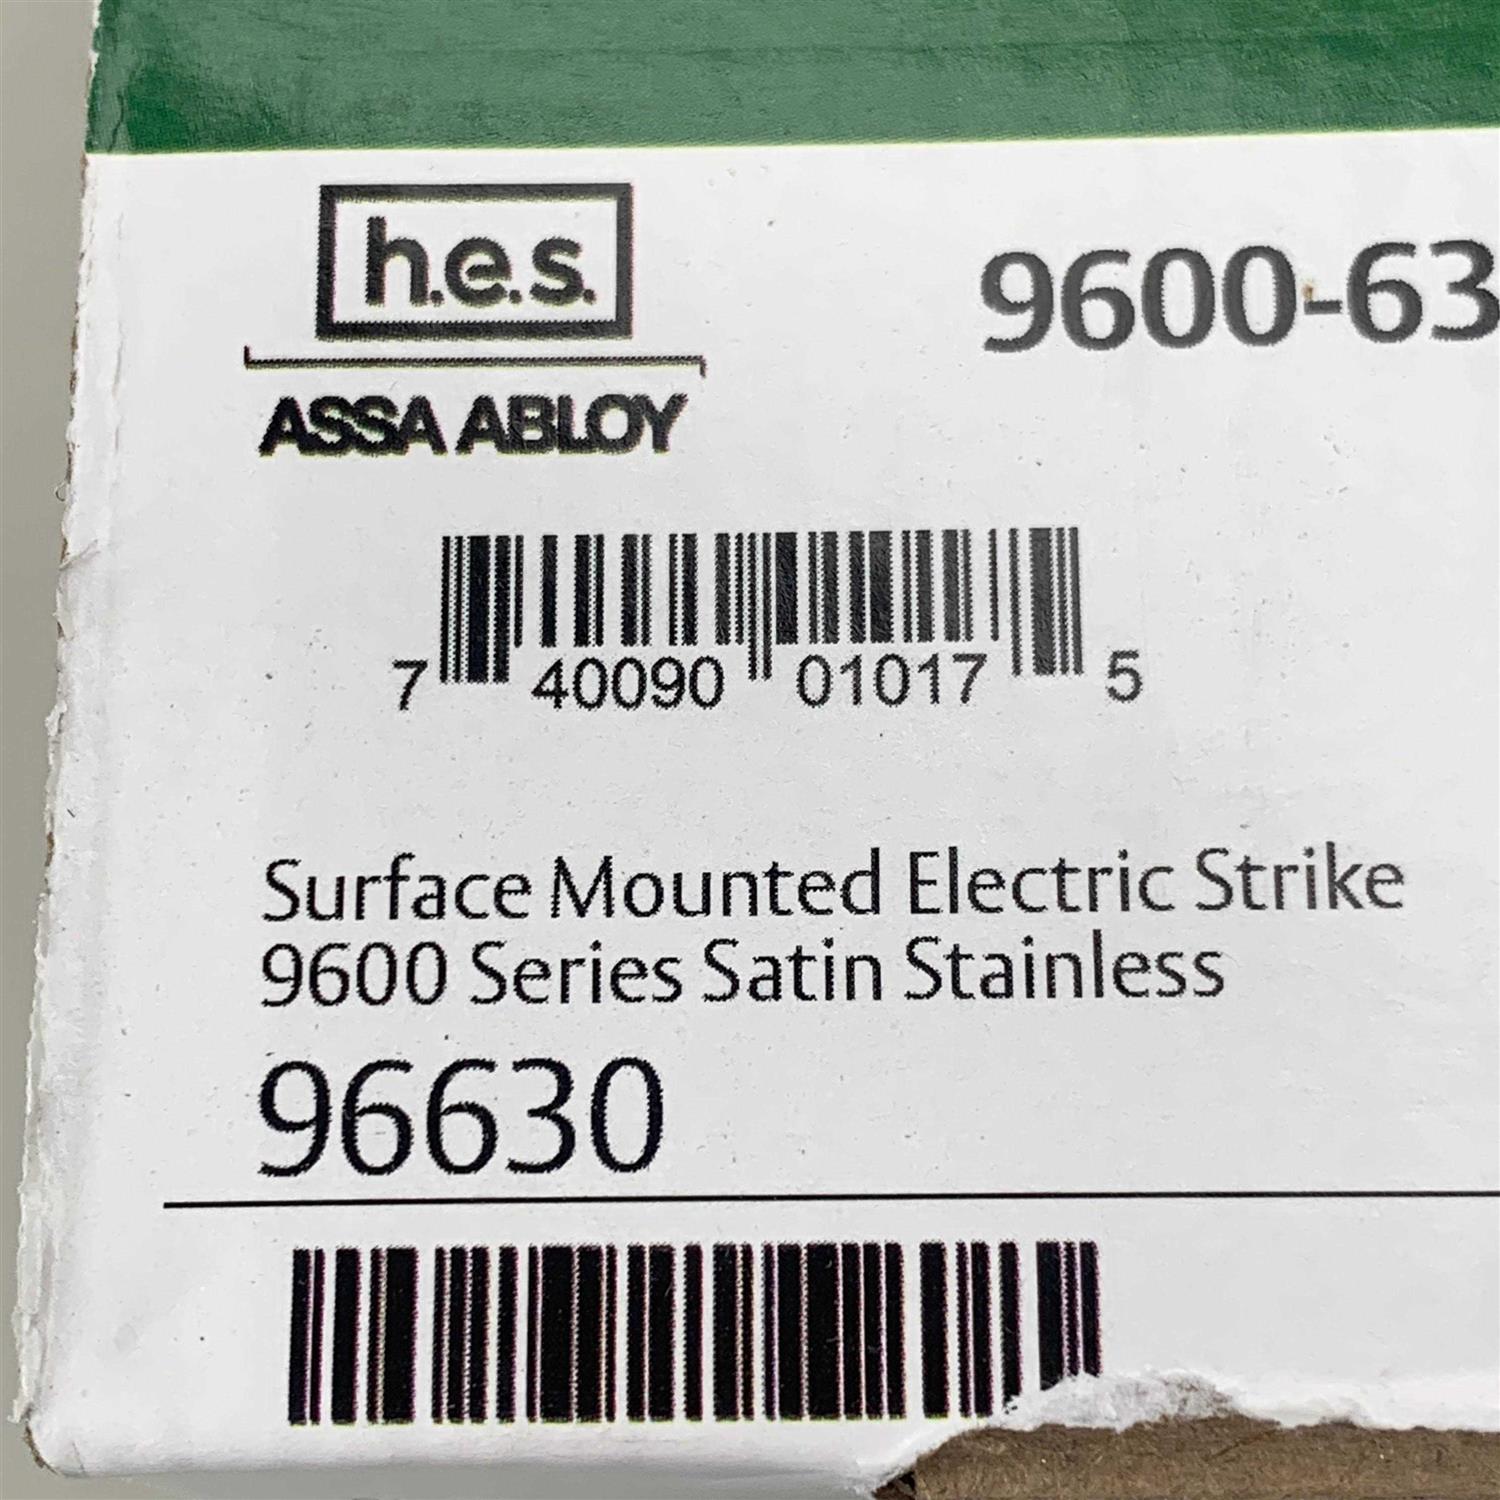 h.e.s.
ASSA ABLOY
9600-63
7 40090 01017 5
Surface Mounted Electric Strike
9600 Series Satin Stainless
96630